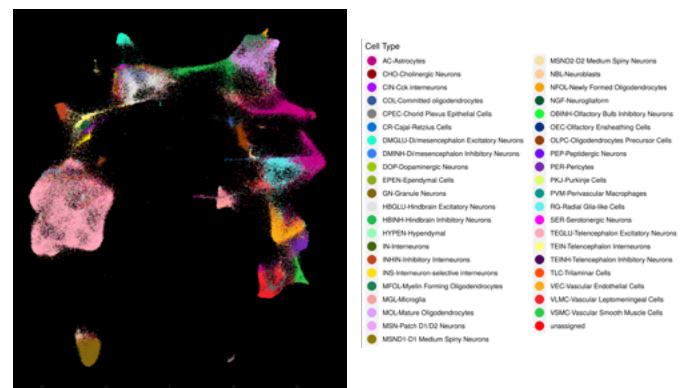 Cell Type
AC-Astrocytes
CHO-Cholinergic Neurons
CIN-Cck interneurons
COL-Committed oligodendrocytes
CPEC-Chord Plexus Epithelial Cells
CR-Cajal-Retzius Cells
DMGLU-D/mesencephalon Excitatory Neurons
DMINH-D/mesencephalon Inhibitory Neurons
DOP-Dopaminergic Neurons
EPEN-Ependymal Cells
GN-Granule Neurons
HBGLU-Hindbrain Excitatory Neurons
HBINH-Hindbrain Inhibitory Neurons
HYPEN-Hypendymal
IN-Interneurons
INHIN-Inhibitory Interneurons
INS-Interneuron-selective interneurons
MFOL-Myelin Forming Oligodendrocytes
MGL-Microglia
MOL-Mature Oligodendrocytes
MSN-Patch D1/D2 Neurons
MSND1-D1 Medium Spiny Neurons
MSND2-D2 Medium Spiny Neurons
NBL-Neuroblasts
NFOL-Newly Formed Oligodendrocytes
NGF-Neurogliaform
OBINH-Olfactory Bulb Inhibitory Neurons
OEC-Olfactory Ensheathing Cells
OLPC-Oligodendrocytes Precursor Cells
PEP-Peptidergic Neurons
PER-Pericytes
PKJ-Purkinje Cells
PVM-Perivascular Macrophages
RG-Radial Glia-like Cells
SER-Serotonergic Neurons
TEGLU-Telencephalon Excitatory Neurons
TEIN-Telencephalon Interneurons
TEINH-Telencephalon Inhibitory Neurons
TLC-Trilaminar Cells
VEC-Vascular Endothelial Cells
VLMC-Vascular Leptomeningeal Cells
VSMC-Vascular Smooth Muscle Cells
unassigned